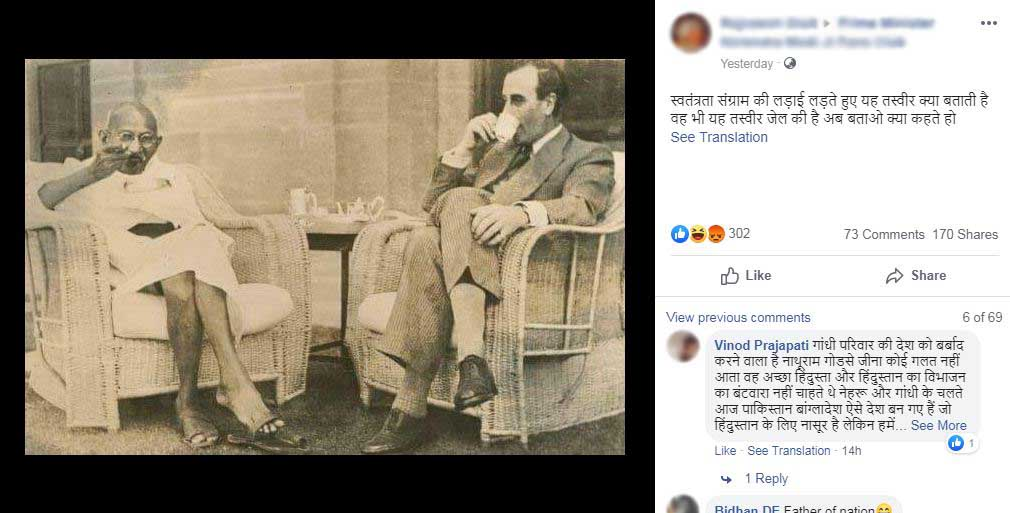 Yesterday ·
स्वतंत्रता संग्राम की लड़ाई लड़ते हुए यह तस्वीर क्या बताती है
वह भी यह तस्वीर जेल की है अब बताओ क्या कहते हो
See Translation
302
73 Comments 170 Shares
Like
Share
View previous comments
6 of 69
Vinod Prajapati गांधी परिवार की देश को बर्बाद
करने वाला है नाथूराम गोडसे जीना कोई गलत नहीं
आता वह अच्छा हिंदुस्ता और हिंदुस्तान का विभाजन
का बंटवारा नहीं चाहते थे नेहरू और गांधी के चलते
आज पाकिस्तान बांग्लादेश ऐसे देश बन गए हैं जो
हिंदुस्तान के लिए नासूर है लेकिन हमें... See More
1
Like · See Translation · 14h
1 Reply
Bidhan DE Father of nation